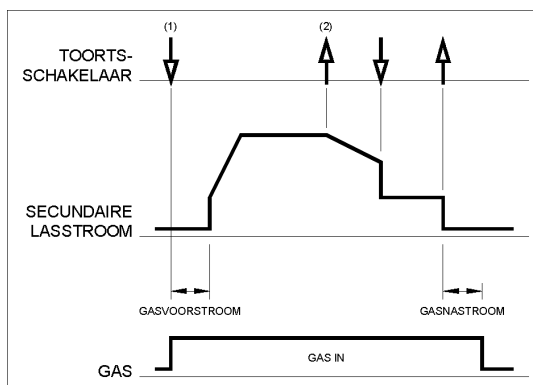 (1)
(2)
TOORTS-
SCHAKELAAR
SECUNDAIRE
LASSTROOM
GASVOORSTROOM
GASNASTROOM
GAS IN
GAS